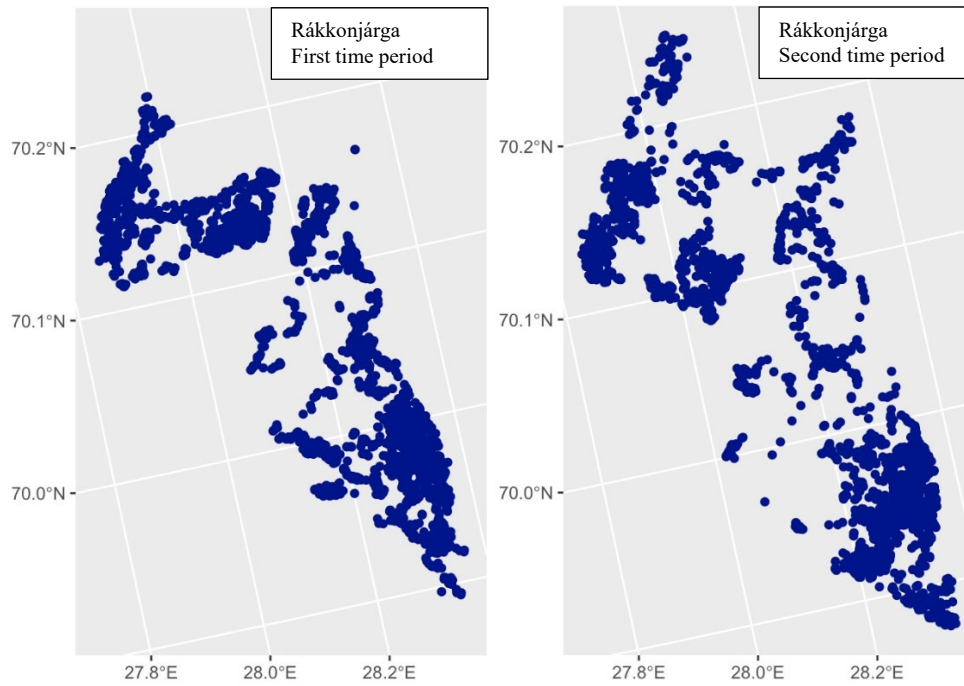 Rákkonjárga
First time period
70.2°N
70.1°N
70.0°N
27.8°E 28.0°E 28.2°E
Rákkonjárga
Second time period
70.2°N
70.1°N
70.0°N
27.8°E 28.0°E 28.2°E